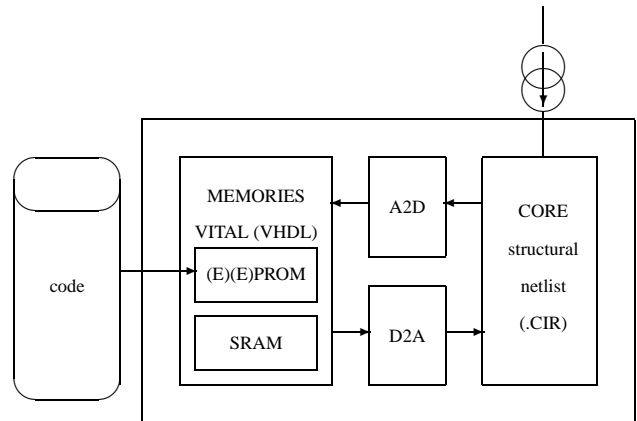 MEMORIES
VITAL (VHDL)
(E)(E)PROM
SRAM
A2D
D2A
CORE
structural
netlist
(.CIR)
code